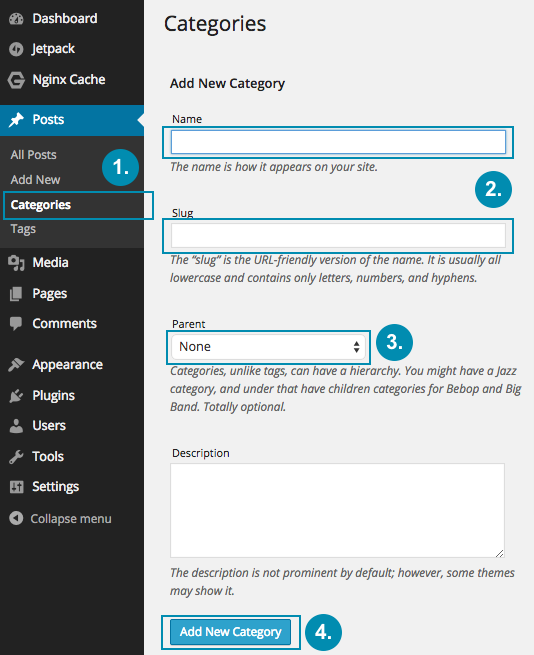 Dashboard
Jetpack
Nginx Cache
Posts
All Posts
1.
Add New
Categories
Tags
Media
Pages
Comments
Appearance
Plugins
Users
Tools
Settings
Collapse menu
Categories
Add New Category
Name
The name is how it appears on your site.
2.
Slug
The “slug” is the URL-friendly version of the name. It is usually all
lowercase and contains only letters, numbers, and hyphens.
Parent
None
3.
Categories, unlike tags, can have a hierarchy. You might have a Jazz
category, and under that have children categories for Bebop and Big
Band. Totally optional.
Description
The description is not prominent by default; however, some themes
may show it.
Add New Category
4.